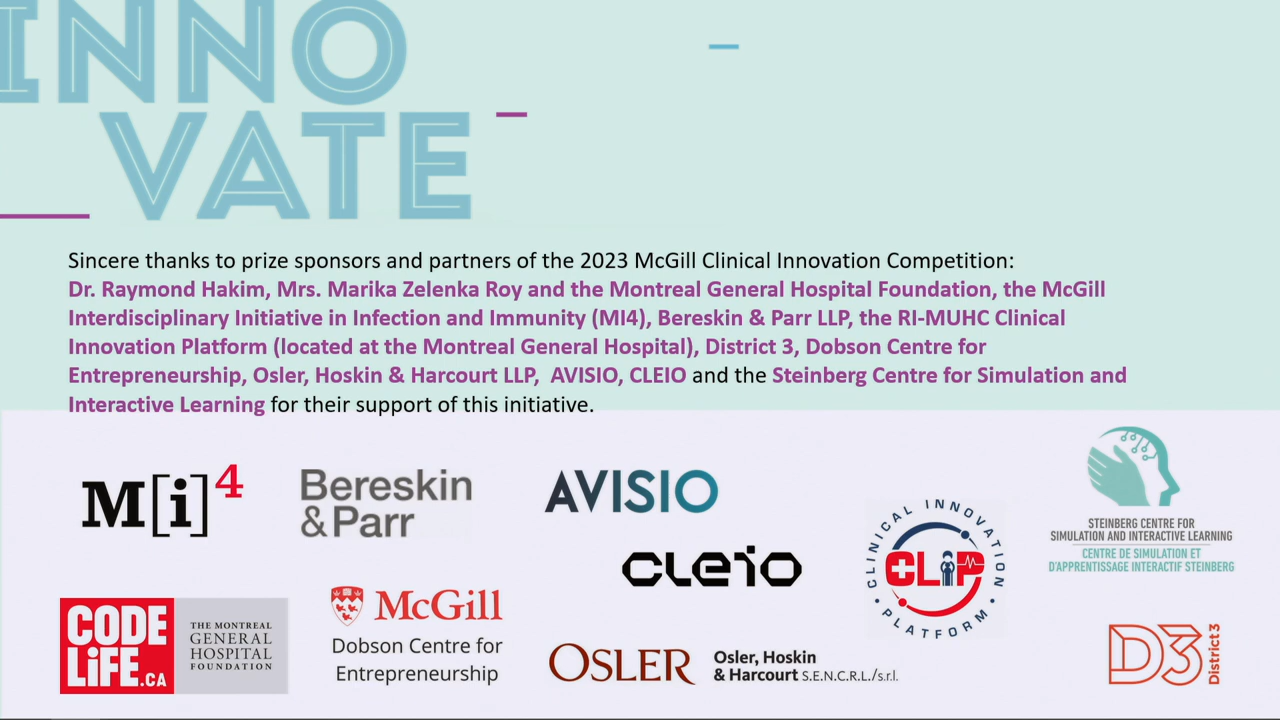 INNO
VATE
Sincere thanks to prize sponsors and partners of the 2023 McGill Clinical Innovation Competition:
Dr. Raymond Hakim, Mrs. Marika Zelenka Roy and the Montreal General Hospital Foundation, the McGill
Interdisciplinary Initiative in Infection and Immunity (MI4), Bereskin & Parr LLP, the RI-MUHC Clinical
Innovation Platform (located at the Montreal General Hospital), District 3, Dobson Centre for
Entrepreneurship, Osler, Hoskin & Harcourt LLP,  AVISIO, CLEIO and the Steinberg Centre for Simulation and
Interactive Learning for their support of this initiative.
M[i]4
Bereskin
& Parr
AVISIO
cleio
CLINICAL INNOVATION
CLIP
PLATFORM
STEINBERG CENTRE FOR
SIMULATION AND INTERACTIVE LEARNING
CENTRE DE SIMULATION ET
D'APPRENTISSAGE INTERACTIF STEINBERG
CODE
LiFE.CA
THE MONTREAL
GENERAL
HOSPITAL
FOUNDATION
McGill
Dobson Centre for
Entrepreneurship
OSLER
Osler, Hoskin
& Harcourt S.E.N.C.R.L./s.r.l.
D3
District 3